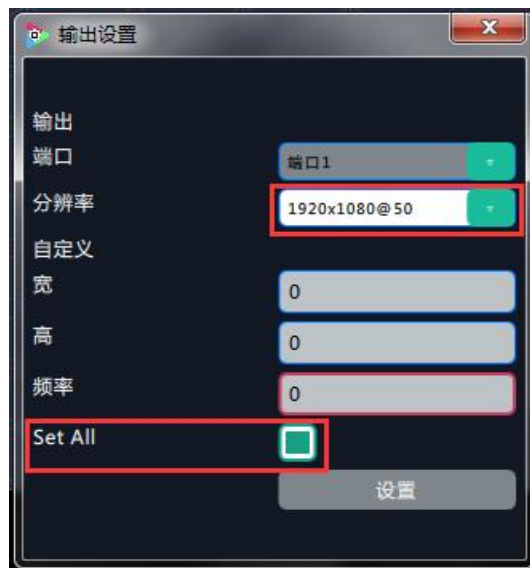 输出设置
输出
端口 端口1
分辨率 1920x1080@50
自定义
宽 0
高 0
频率 0
Set All
设置